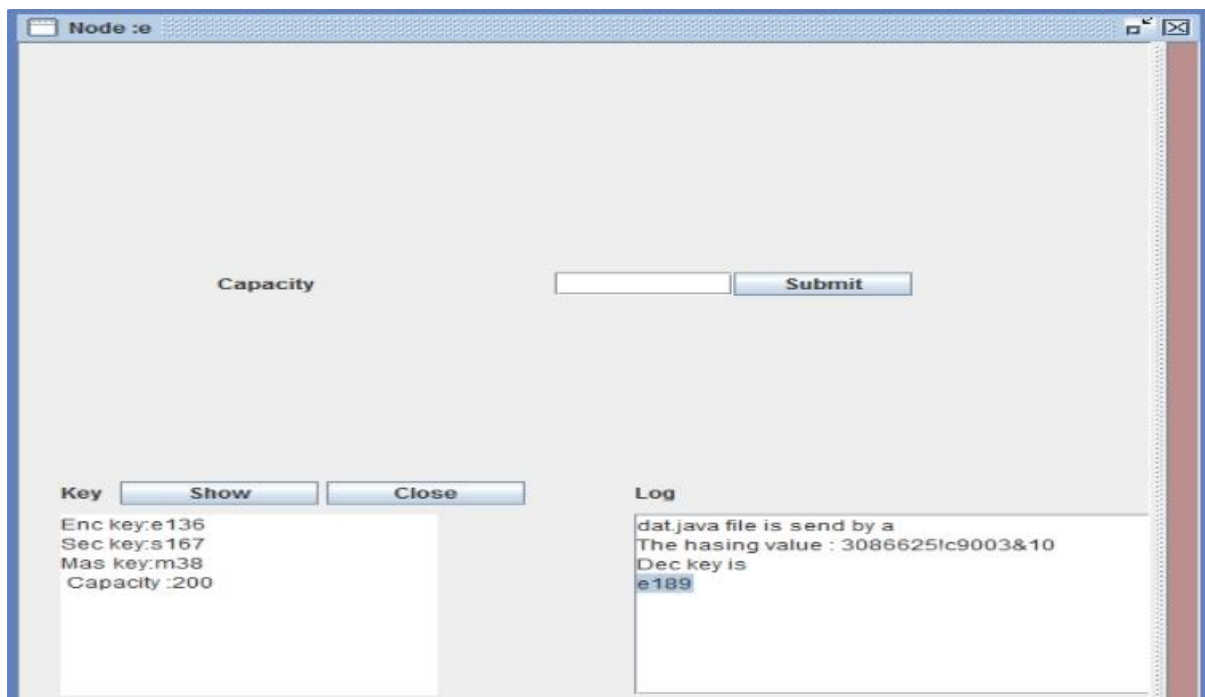 Node :e
Capacity
Submit
Key
Show
Close
Log
Enc key:e136
Sec key:s167
Mas key:m38
Capacity :200
dat.java file is send by a
The hasing value : 3086625!c9003&10
Dec key is
e189